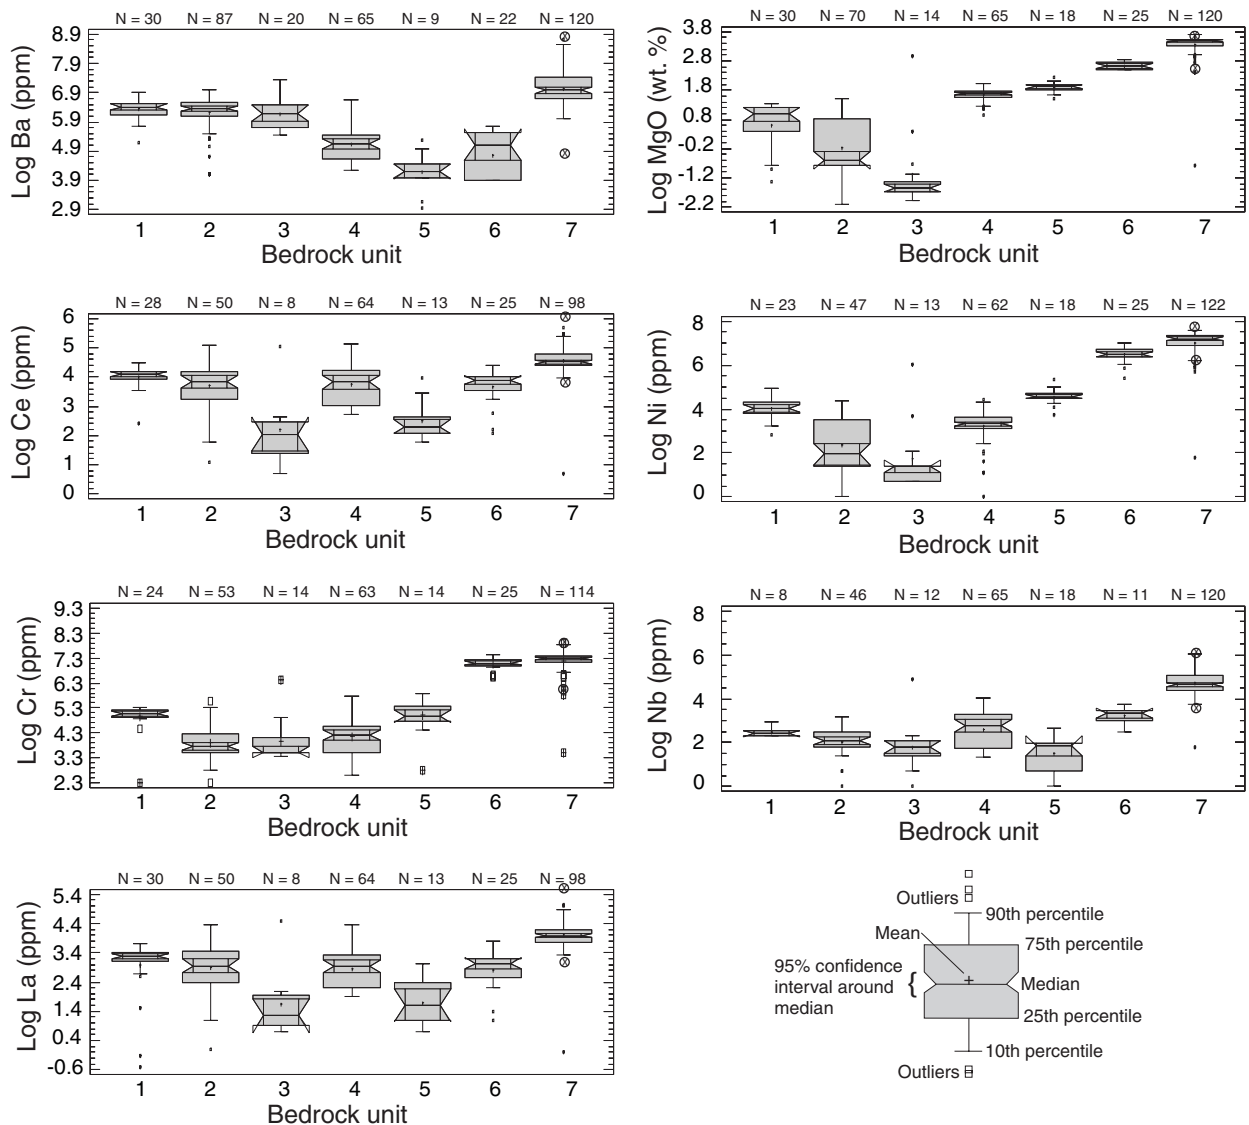 N = 30 N = 87 N = 20 N = 65 N = 9 N = 22 N = 120
Log Ba (ppm)
8.9
7.9
6.9
5.9
4.9
3.9
2.9
1 2 3 4 5 6 7
Bedrock unit
N = 30 N = 70 N = 14 N = 65 N = 18 N = 25 N = 120
Log MgO (wt. %)
3.8
2.8
1.8
0.8
-0.2
-1.2
-2.2
1 2 3 4 5 6 7
Bedrock unit
N = 28 N = 50 N = 8 N = 64 N = 13 N = 25 N = 98
Log Ce (ppm)
6
5
4
3
2
1
0
1 2 3 4 5 6 7
Bedrock unit
N = 23 N = 47 N = 13 N = 62 N = 18 N = 25 N = 122
Log Ni (ppm)
8
6
4
2
0
1 2 3 4 5 6 7
Bedrock unit
N = 24 N = 53 N = 14 N = 63 N = 14 N = 25 N = 114
Log Cr (ppm)
9.3
8.3
7.3
6.3
5.3
4.3
3.3
2.3
1 2 3 4 5 6 7
Bedrock unit
N = 8 N = 46 N = 12 N = 65 N = 18 N = 11 N = 120
Log Nb (ppm)
8
6
4
2
0
1 2 3 4 5 6 7
Bedrock unit
N = 30 N = 50 N = 8 N = 64 N = 13 N = 25 N = 98
Log La (ppm)
5.4
4.4
3.4
2.4
1.4
0.4
-0.6
1 2 3 4 5 6 7
Bedrock unit
Outliers
90th percentile
Mean
75th percentile
95% confidence
interval around
median
{
Median
25th percentile
10th percentile
Outliers